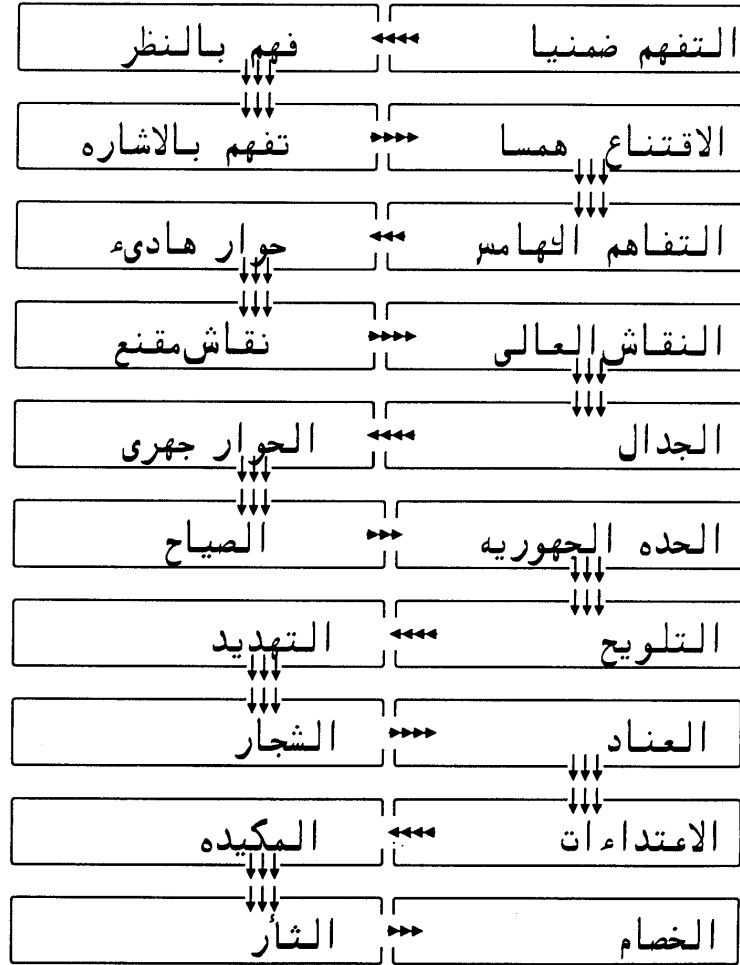 التفهم ضمنيا
فهم بالنظر
الاقتناع همسا
تفهم بالاشاره
التفاهم الهامس
حوار هادىء
النقاش العالى
نقاش مقنع
الجدال
الحوار جهرى
الحده الجهوريه
الصياح
التلويح
التهديد
العناد
الشجار
الاعتداءات
المكيده
الخصام
الثأر